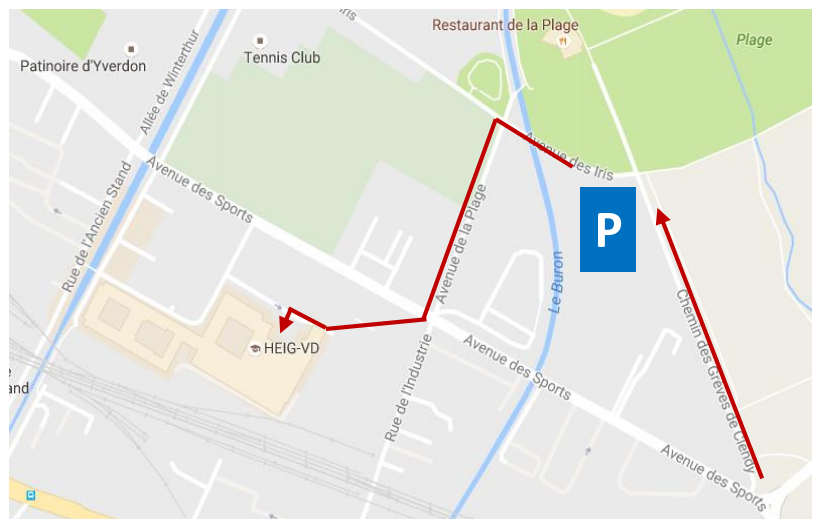 Iris
Restaurant de la Plage
Plage
Patinoire d'Yverdon
Allée de Winterthur
Tennis Club
Avenue des Iris
Avenue des Sports
Rue de l'Ancien Stand
Avenue de la Plage
P
Le Buron
Chemin des Grèves de Clendy
HEIG-VD
and
Rue de l'Industrie
Avenue des Sports
Avenue des Sports